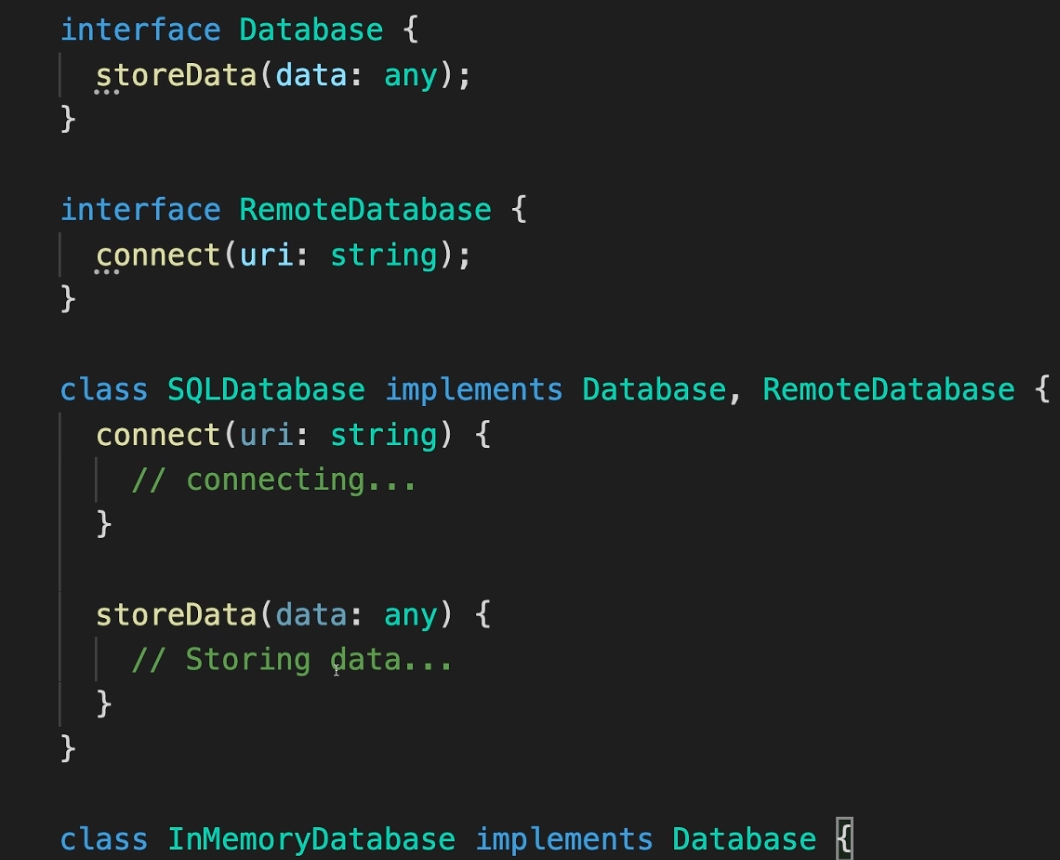 interface Database {
  storeData(data: any);
}
interface RemoteDatabase {
  connect(uri: string);
}
class SQLDatabase implements Database, RemoteDatabase {
  connect(uri: string) {
    // connecting...
  }
  storeData(data: any) {
    // Storing data...
  }
}
class InMemoryDatabase implements Database {